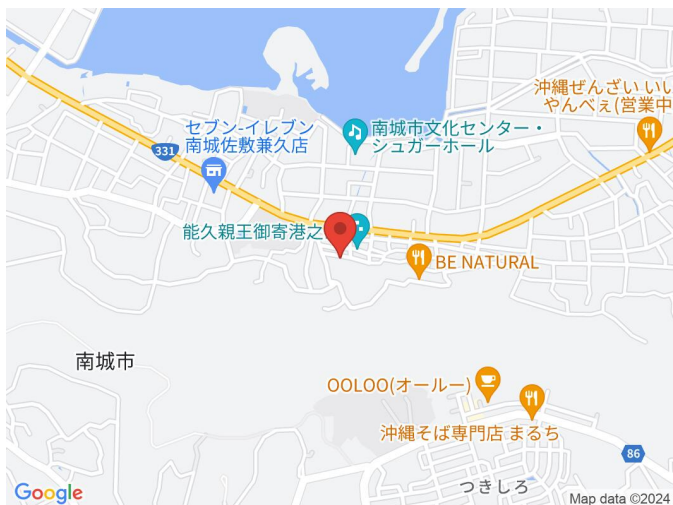 沖縄ぜんざい いい
やんべぇ(営業中
セブン-イレブン
南城佐敷兼久店
南城市文化センター・
シュガーホール
331
能久親王御寄港之
BE NATURAL
南城市
OOLOO(オールー)
沖縄そば専門店 まるち
86
つきしろ
Google
Map data ©2024